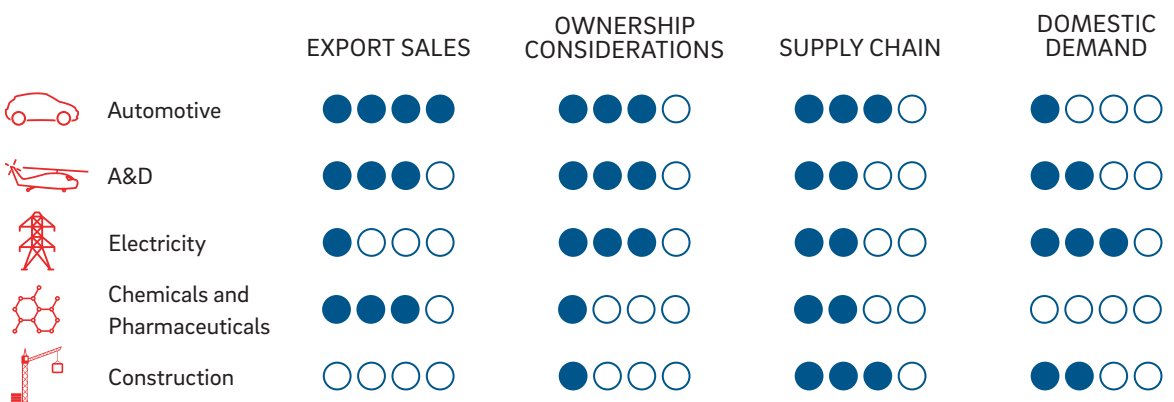 EXPORT SALES
OWNERSHIP
CONSIDERATIONS
SUPPLY CHAIN
DOMESTIC
DEMAND
Automotive
A&D
Electricity
Chemicals and
Pharmaceuticals
Construction